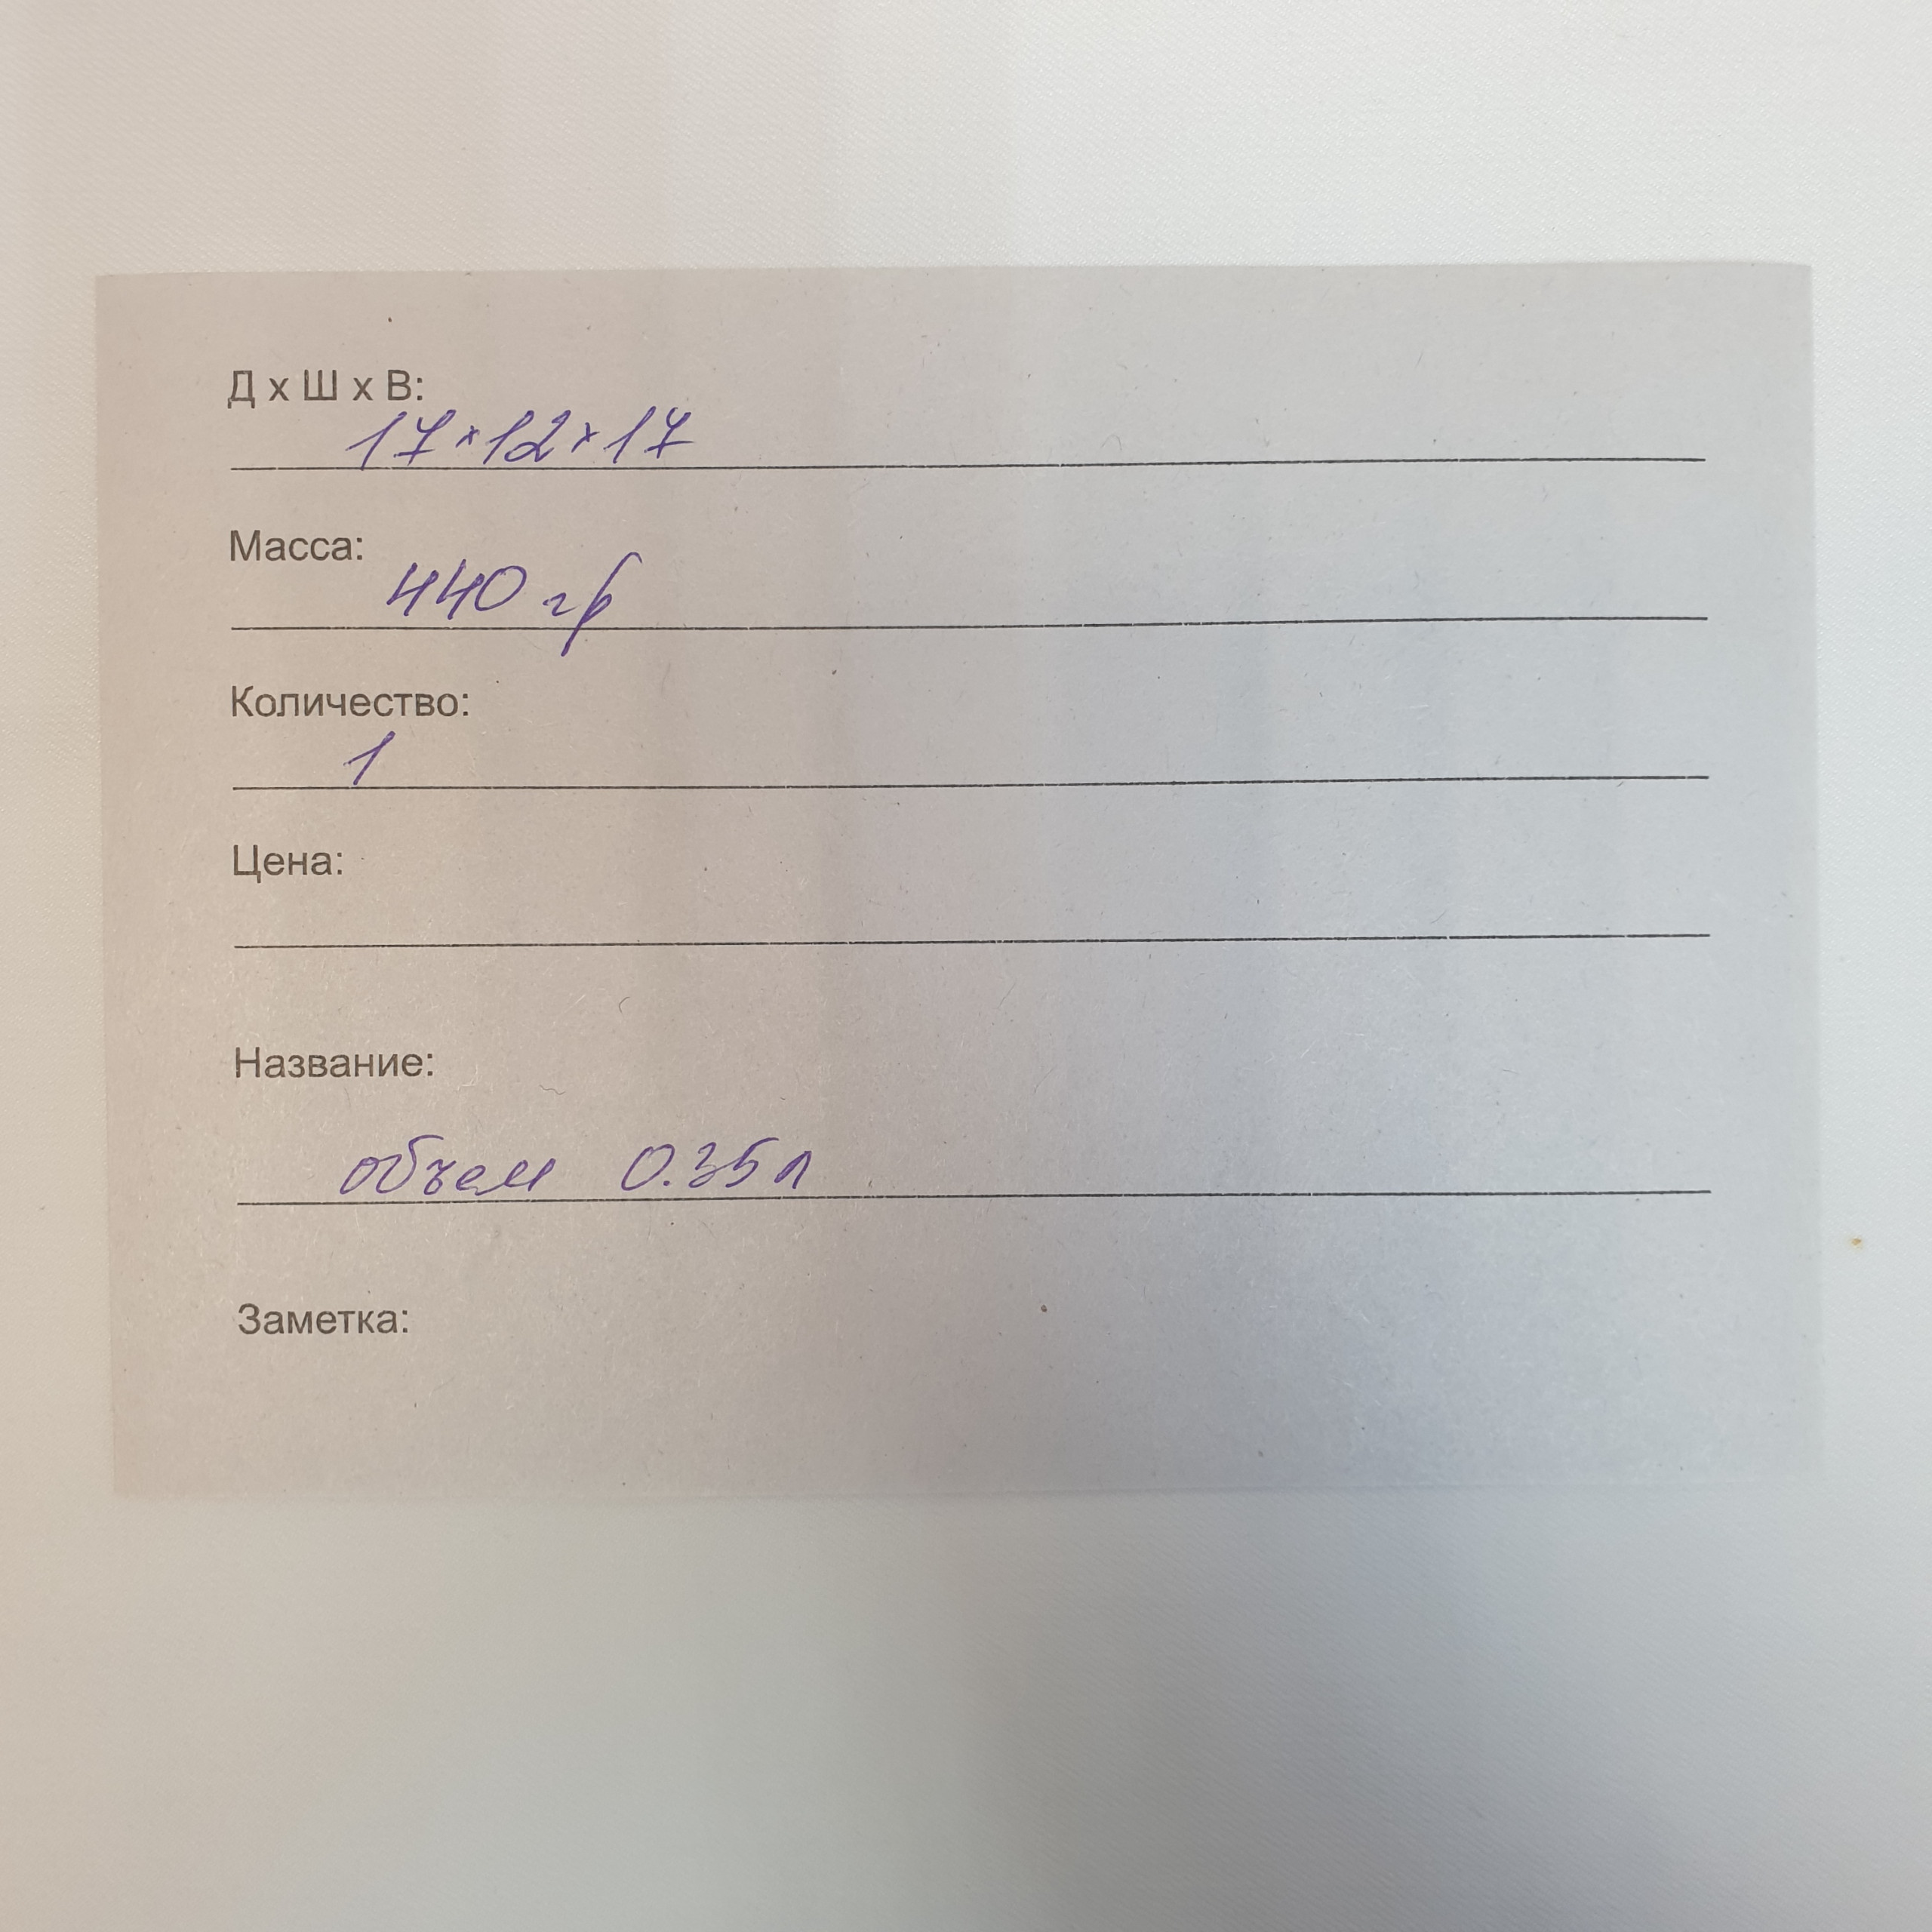 Д х Ш х В:
17×12×17
Масса:
440 гр
Количество:
1
Цена:
Название:
объем 0.35л
Заметка: